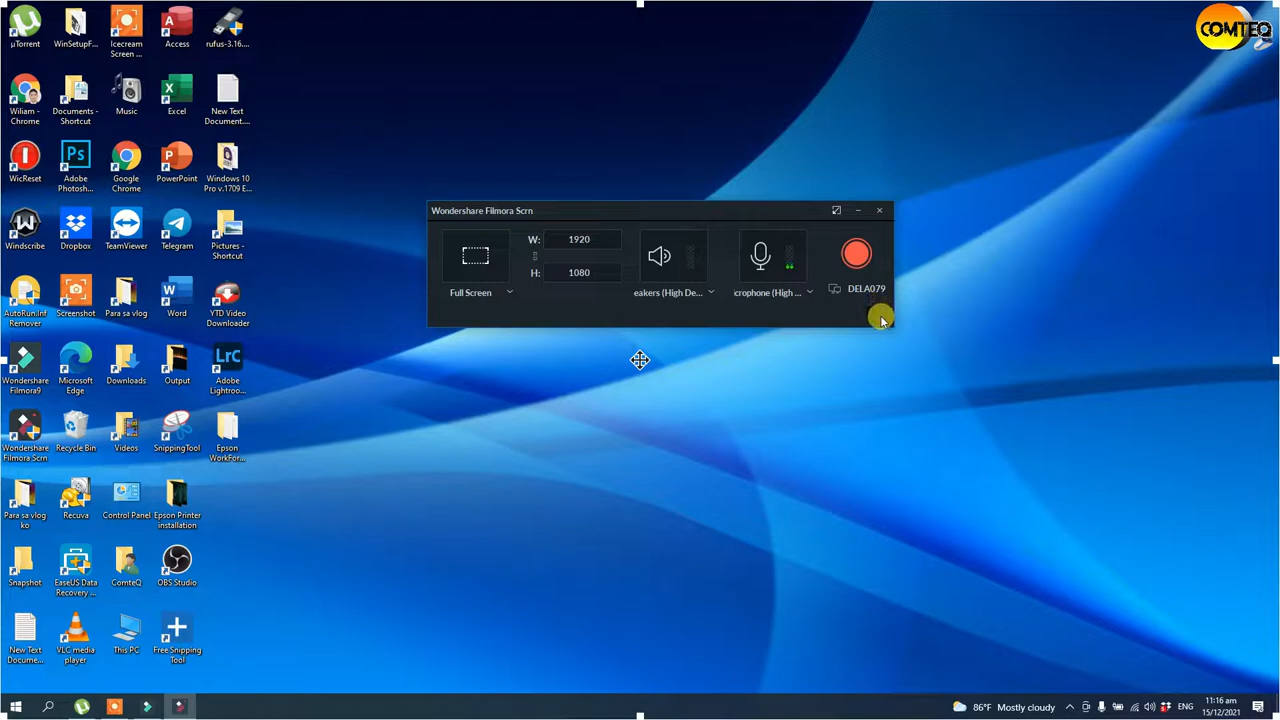 µTorrent
WinSetupF...
Icecream
Screen ...
Access
rufus-3.16....
COMTEQ
Wiliam -
Chrome
Documents -
Shortcut
Music
Excel
New Text
Document....
WicReset
Adobe
Photosh...
Google
Chrome
PowerPoint
Windows 10
Pro v.1709 E...
Windscribe
Dropbox
TeamViewer
Telegram
Pictures -
Shortcut
Wondershare Filmora Scrn
W:
1920
H:
1080
Full Screen
eakers (High De...
icrophone (High ...
DELA079
AutoRun.Inf
Remover
Screenshot
Para sa vlog
Word
YTD Video
Downloader
Wondershare
Filmora9
Microsoft
Edge
Downloads
Output
Adobe
Lightroo...
Wondershare
Filmora Scrn
Recycle Bin
Videos
SnippingTool
Epson
WorkFor...
Para sa vlog
ko
Recuva
Control Panel
Epson Printer
installation
Snapshot
EaseUS Data
Recovery ...
ComteQ
OBS Studio
New Text
Docume...
VLC media
player
This PC
Free Snipping
Tool
86°F Mostly cloudy
ENG
11:16 am
15/12/2021